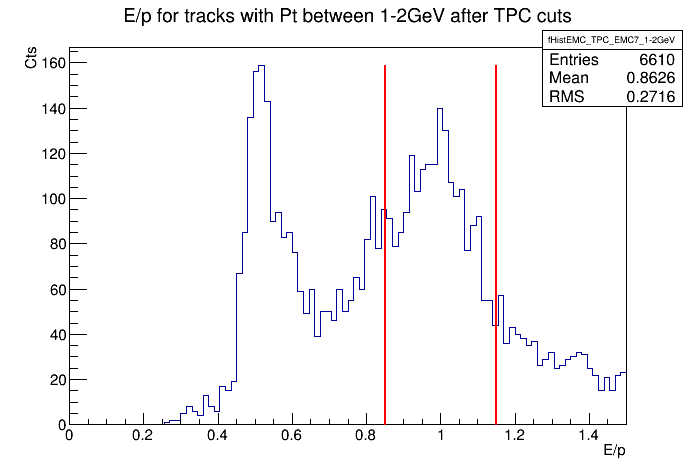 E/p for tracks with Pt between 1-2GeV after TPC cuts
fHistEMC_TPC_EMC7_1-2GeV
Entries 6610
Mean 0.8626
RMS 0.2716
Cts
160
140
120
100
80
60
40
20
0
0 0.2 0.4 0.6 0.8 1 1.2 1.4
E/p